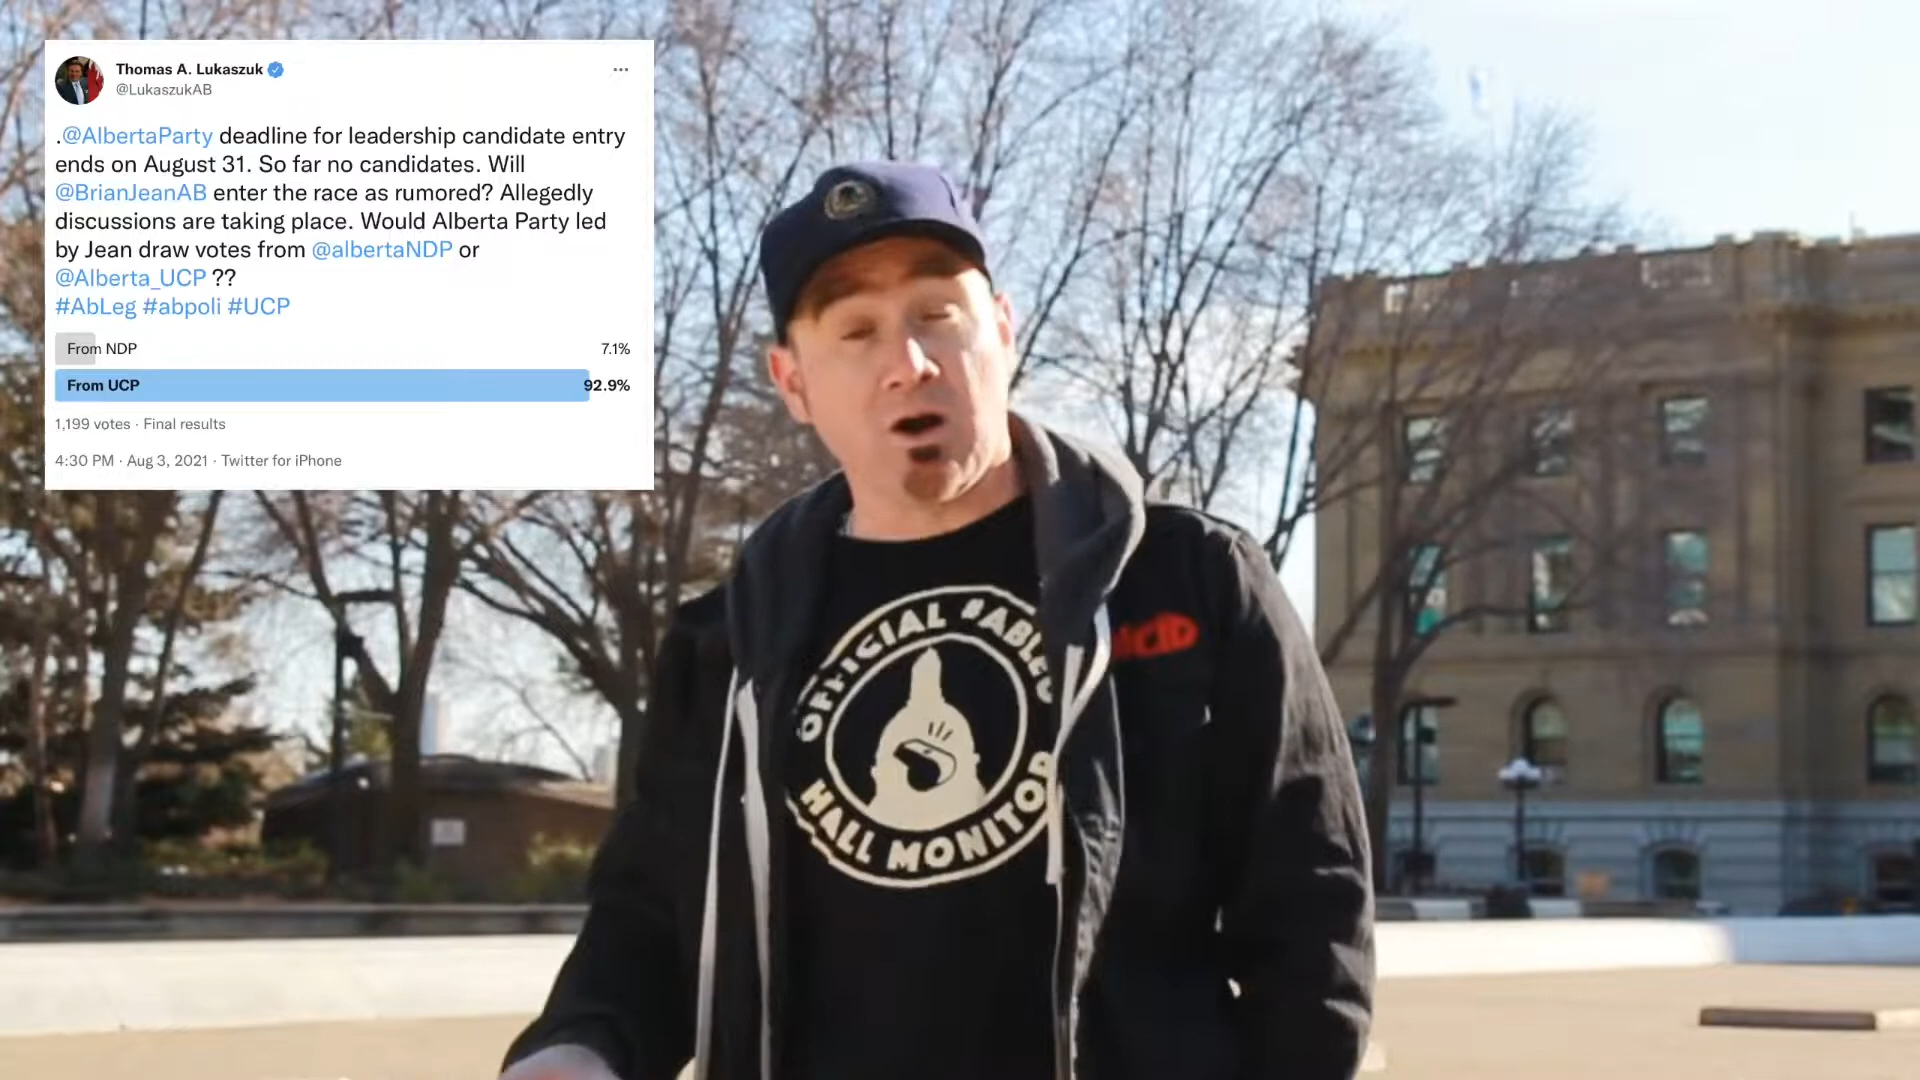 Thomas A. Lukaszuk
@LukaszukAB
.@AlbertaParty deadline for leadership candidate entry
ends on August 31. So far no candidates. Will
@BrianJeanAB enter the race as rumored? Allegedly
discussions are taking place. Would Alberta Party led
by Jean draw votes from @albertaNDP or
@Alberta_UCP ??
#AbLeg #abpoli #UCP
From NDP 7.1%
From UCP 92.9%
1,199 votes · Final results
4:30 PM · Aug 3, 2021 · Twitter for iPhone
OFFICIAL #ABLEG
HALL MONITOR